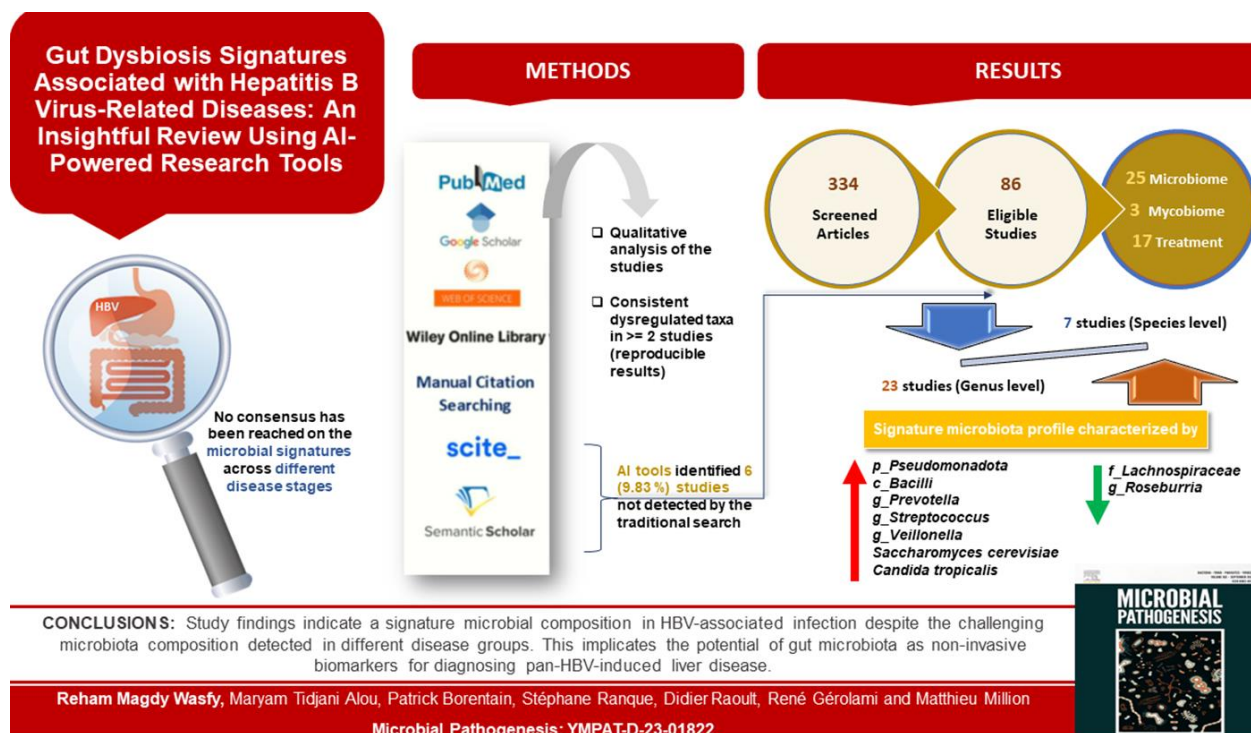 Gut Dysbiosis Signatures
Associated with Hepatitis B
Virus-Related Diseases: An
Insightful Review Using AI-
Powered Research Tools
HBV
No consensus has
been reached on the
microbial signatures
across different
disease stages
METHODS
PubMed
Google Scholar
WEB OF SCIENCE
Wiley Online Library
Manual Citation
Searching
scite_
Semantic Scholar
Qualitative
analysis of the
studies
Consistent
dysregulated taxa
in >= 2 studies
(reproducible
results)
AI tools identified 6
(9.83 %) studies
not detected by the
traditional search
RESULTS
334
Screened
Articles
86
Eligible
Studies
25 Microbiome
3 Mycobiome
17 Treatment
7 studies (Species level)
23 studies (Genus level)
Signature microbiota profile characterized by
p_Pseudomonadota
c_Bacilli
g_Prevotella
g_Streptococcus
g_Veillonella
Saccharomyces cerevisiae
Candida tropicalis
f_Lachnospiraceae
g_Roseburria
MICROBIAL
PATHOGENESIS
CONCLUSIONS: Study findings indicate a signature microbial composition in HBV-associated infection despite the challenging
microbiota composition detected in different disease groups. This implicates the potential of gut microbiota as non-invasive
biomarkers for diagnosing pan-HBV-induced liver disease.
Reham Magdy Wasfy, Maryam Tidjani Alou, Patrick Borentain, Stéphane Ranque, Didier Raoult, René Gérolami and Matthieu Million
Microbial Pathogenesis: YMPAT-D-23-01822